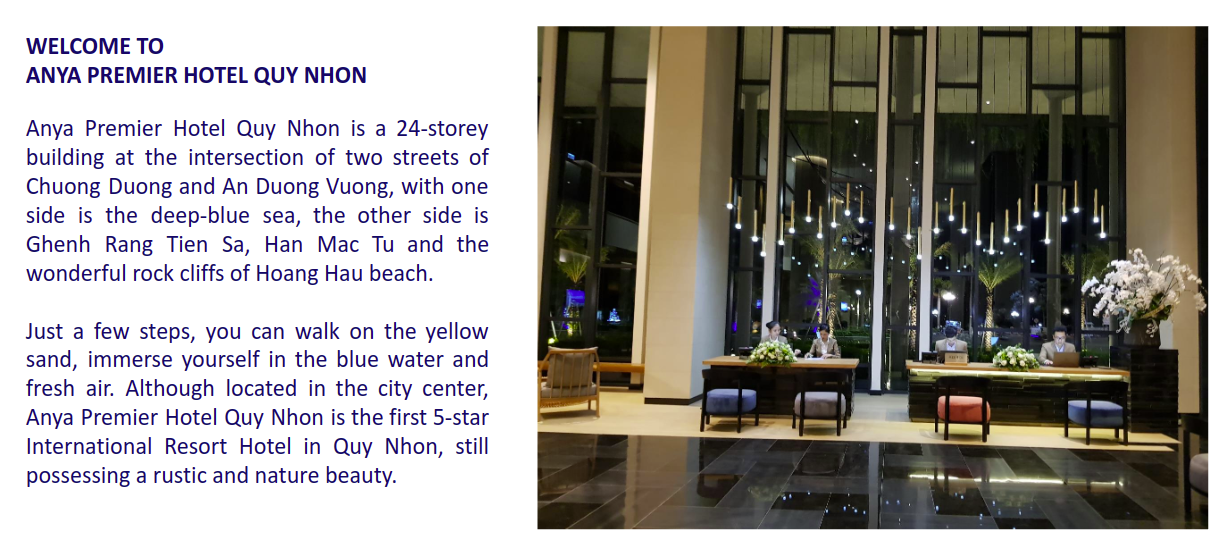 WELCOME TO
ANYA PREMIER HOTEL QUY NHON
Anya Premier Hotel Quy Nhon is a 24-storey
building at the intersection of two streets of
Chuong Duong and An Duong Vuong, with one
side is the deep-blue sea, the other side is
Ghenh Rang Tien Sa, Han Mac Tu and the
wonderful rock cliffs of Hoang Hau beach.
Just a few steps, you can walk on the yellow
sand, immerse yourself in the blue water and
fresh air. Although located in the city center,
Anya Premier Hotel Quy Nhon is the first 5-star
International Resort Hotel in Quy Nhon, still
possessing a rustic and nature beauty.